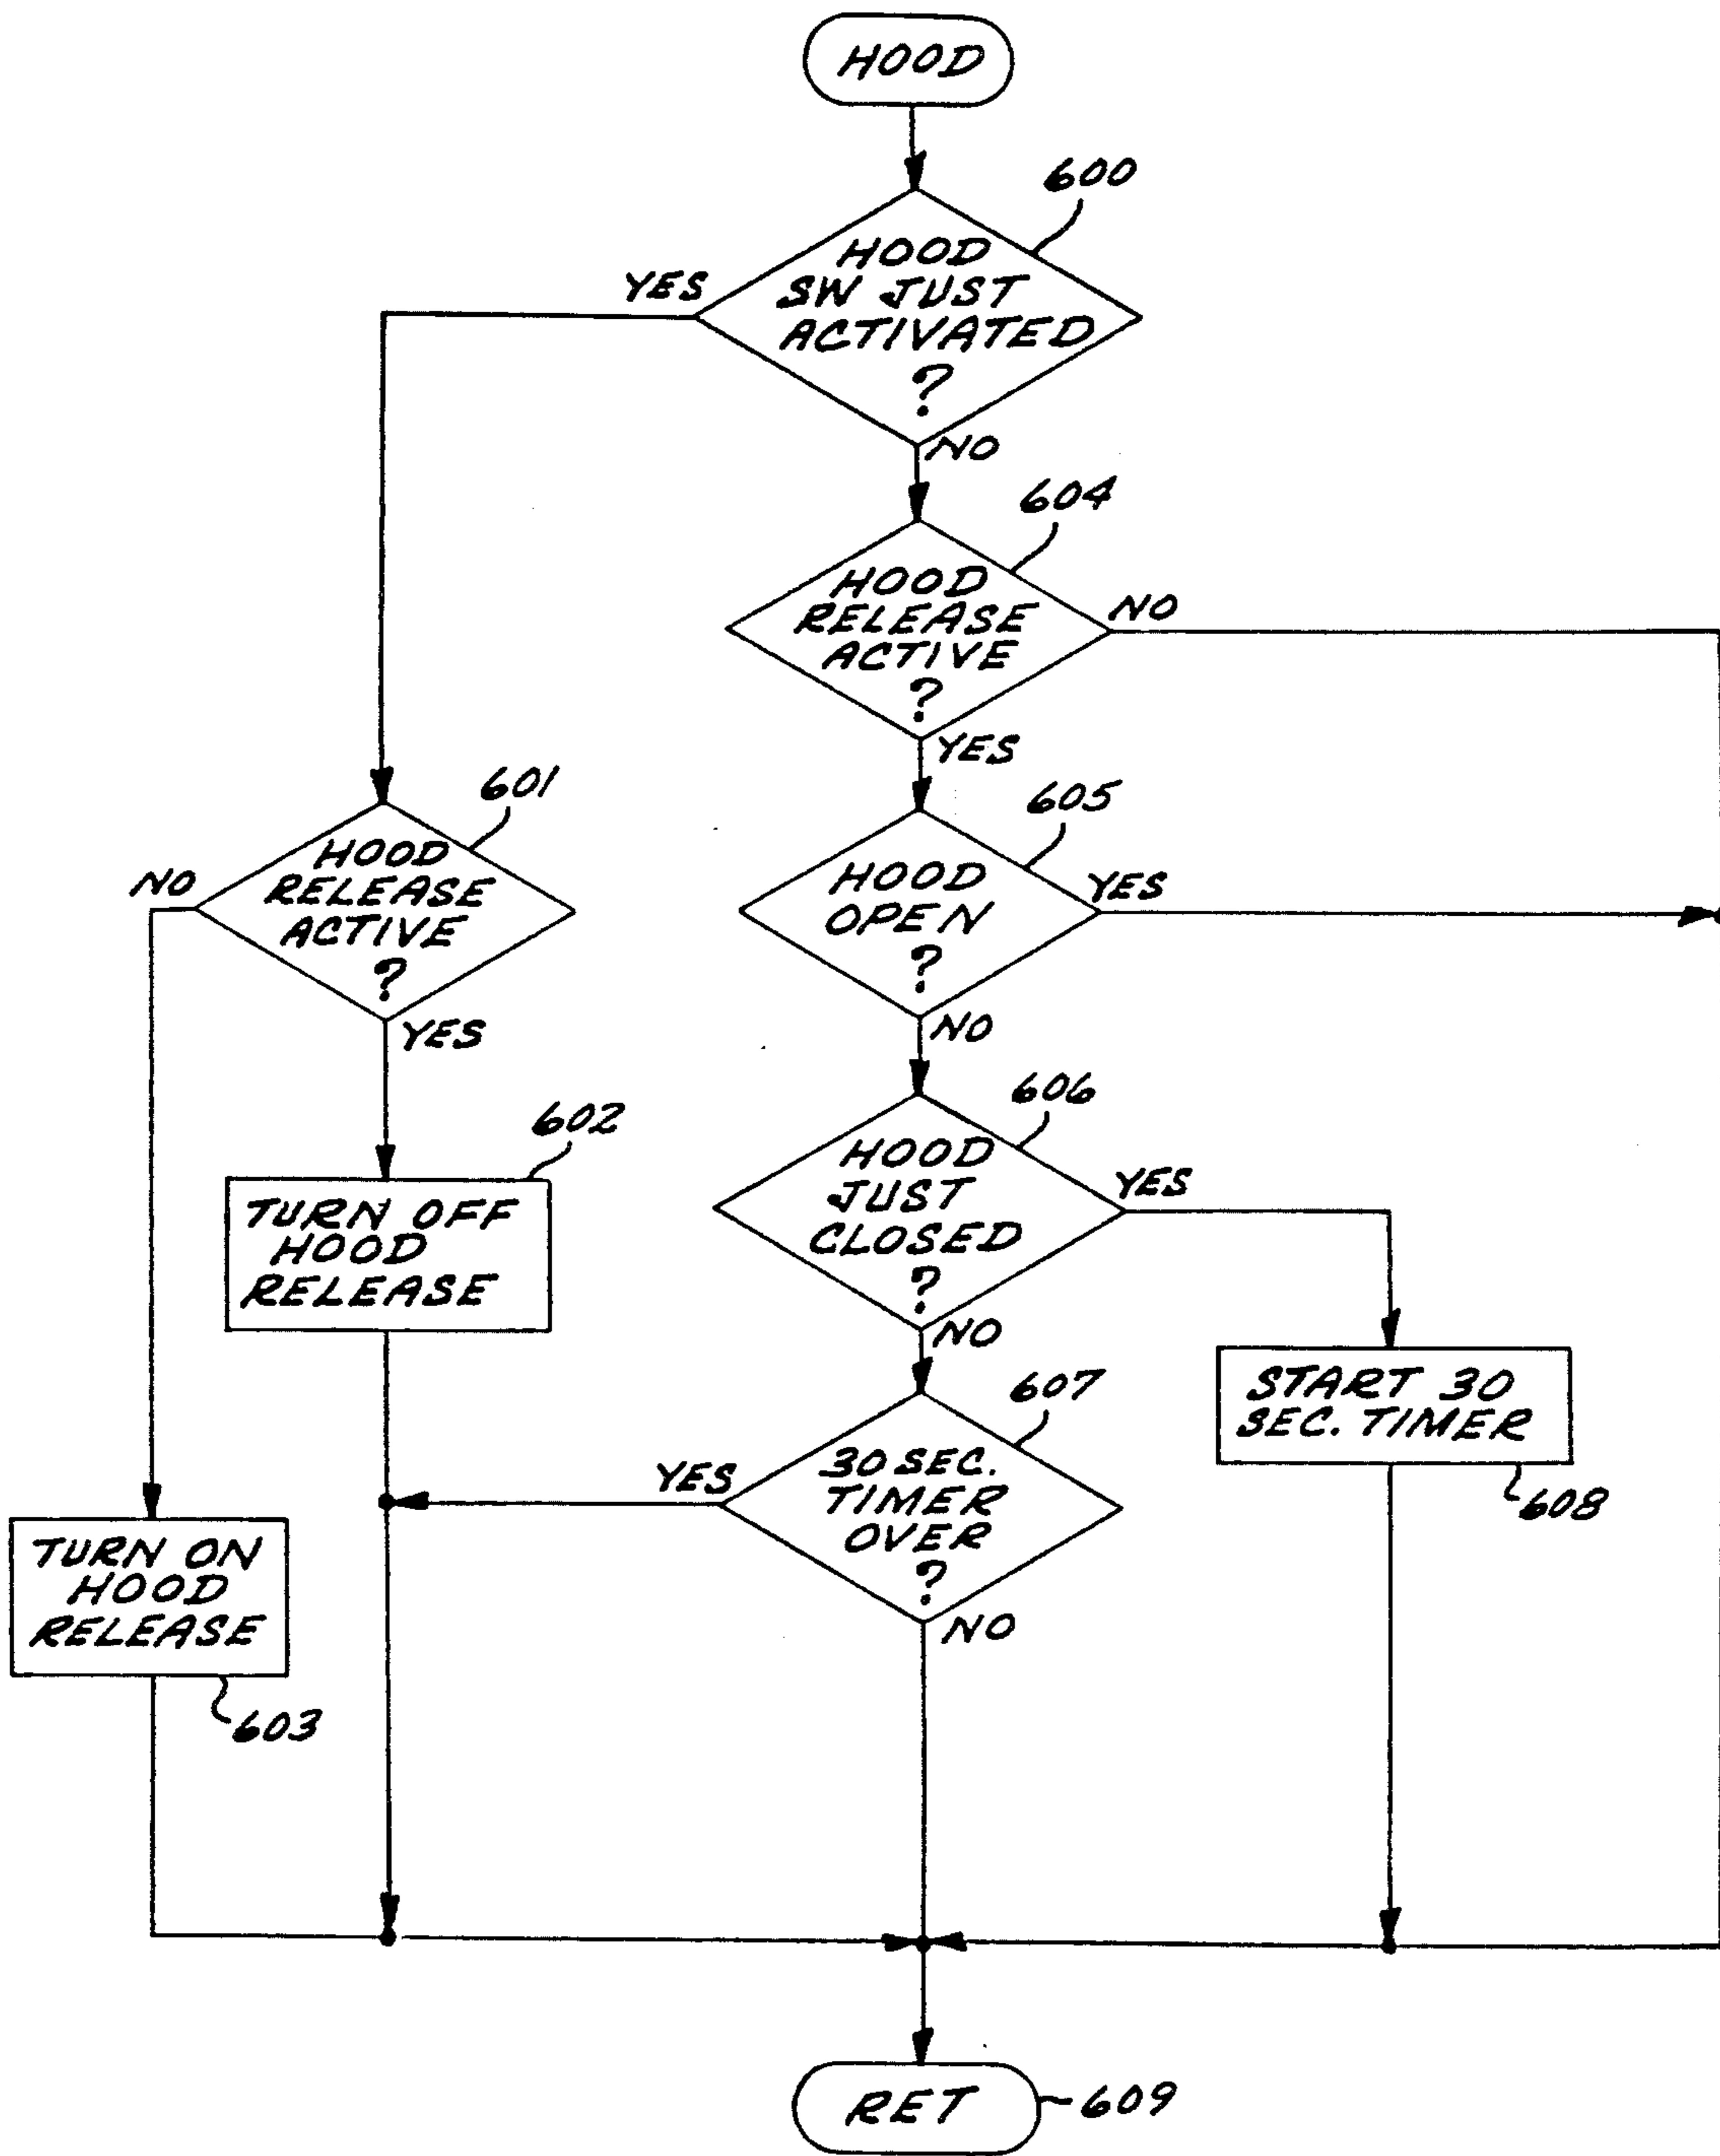 HOOD
600
HOOD
SW JUST
ACTIVATED
?
YES
NO
604
HOOD
RELEASE
ACTIVE
?
NO
YES
601
HOOD
RELEASE
ACTIVE
?
NO
YES
605
HOOD
OPEN
?
YES
NO
602
TURN OFF
HOOD
RELEASE
606
HOOD
JUST
CLOSED
?
YES
NO
607
30 SEC.
TIMER
OVER
?
YES
NO
START 30
SEC. TIMER
608
TURN ON
HOOD
RELEASE
603
RET
609